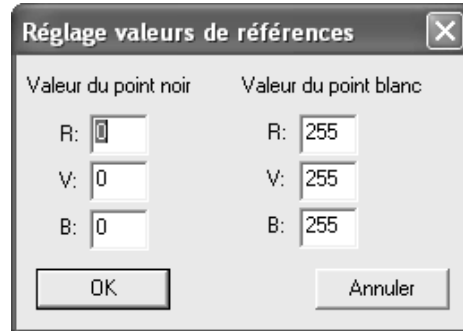 Réglage valeurs de références
Valeur du point noir Valeur du point blanc
R: 0 R: 255
V: 0 V: 255
B: 0 B: 255
OK Annuler